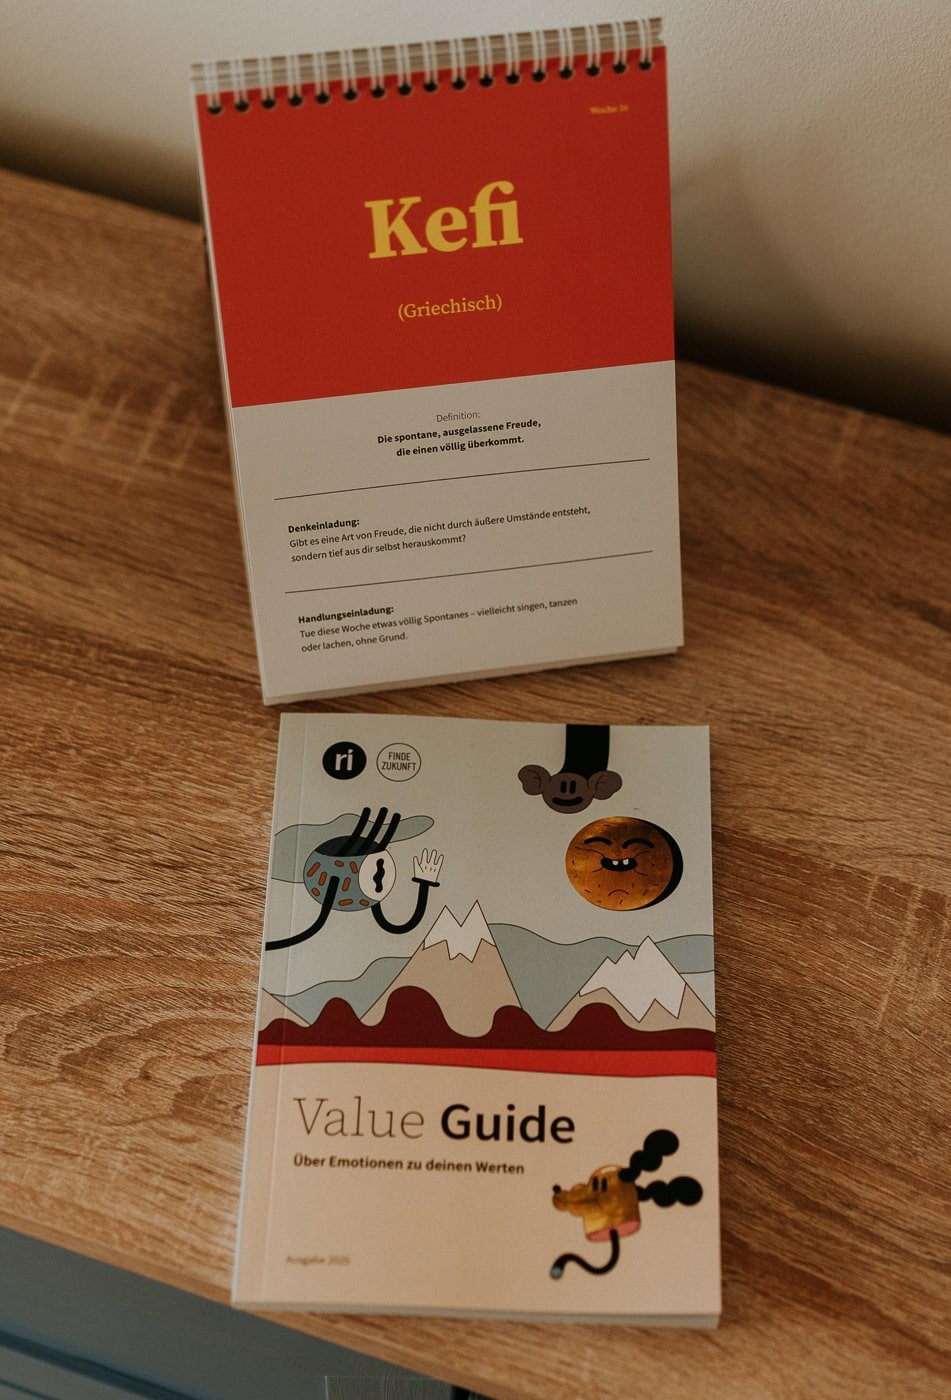 Woche 26
Kefi
(Griechisch)
Definition:
Die spontane, ausgelassene Freude,
die einen völlig überkommt.
Denkeinladung:
Gibt es eine Art von Freude, die nicht durch äußere Umstände entsteht,
sondern tief aus dir selbst herauskommt?
Handlungseinladung:
Tue diese Woche etwas völlig Spontanes – vielleicht singen, tanzen
oder lachen, ohne Grund.
ri
FINDE
ZUKUNFT
Value Guide
Über Emotionen zu deinen Werten
Ausgabe 2025